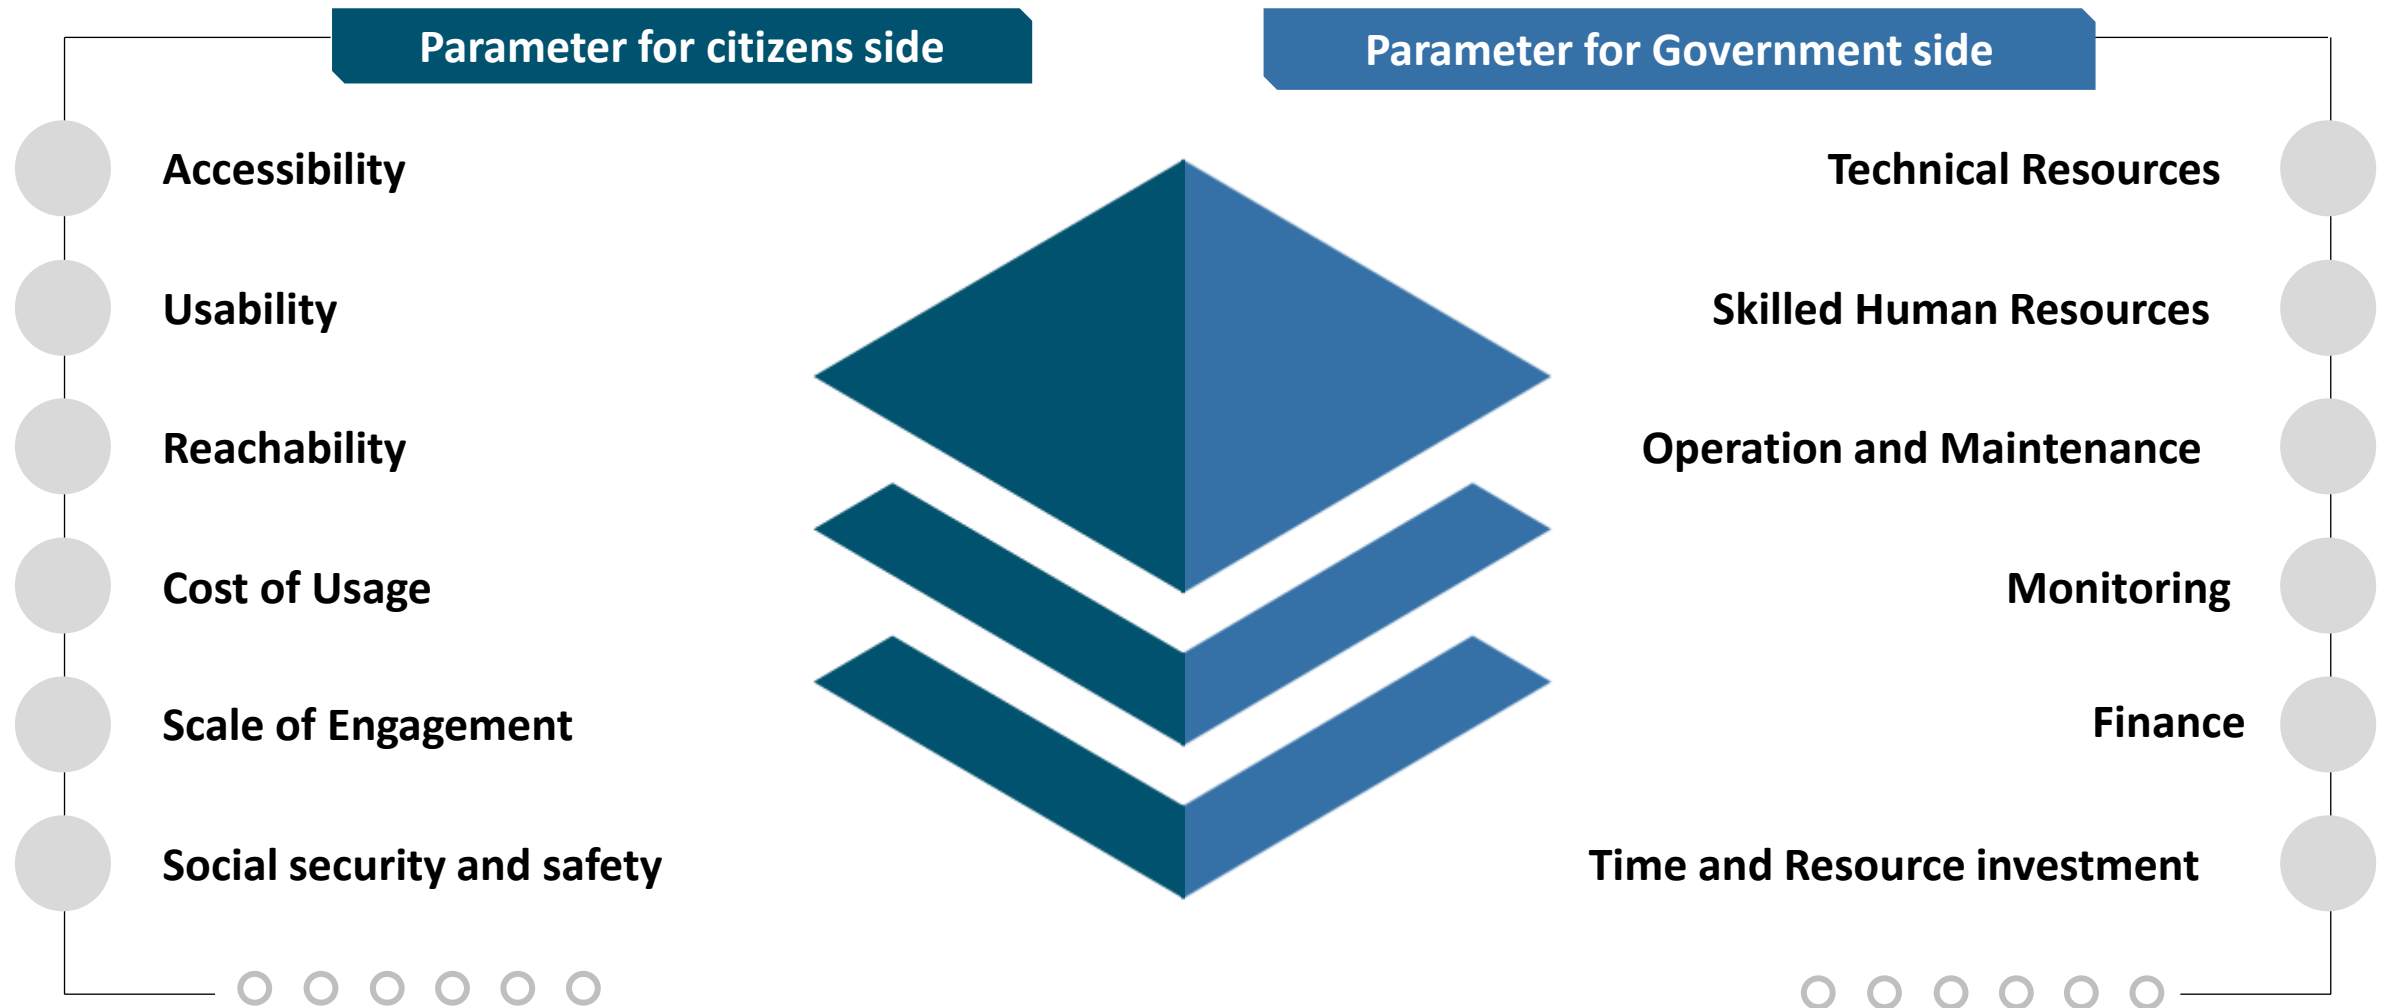 Parameter for citizens side
Accessibility
Usability
Reachability
Cost of Usage
Scale of Engagement
Social security and safety
Parameter for Government side
Technical Resources
Skilled Human Resources
Operation and Maintenance
Monitoring
Finance
Time and Resource investment